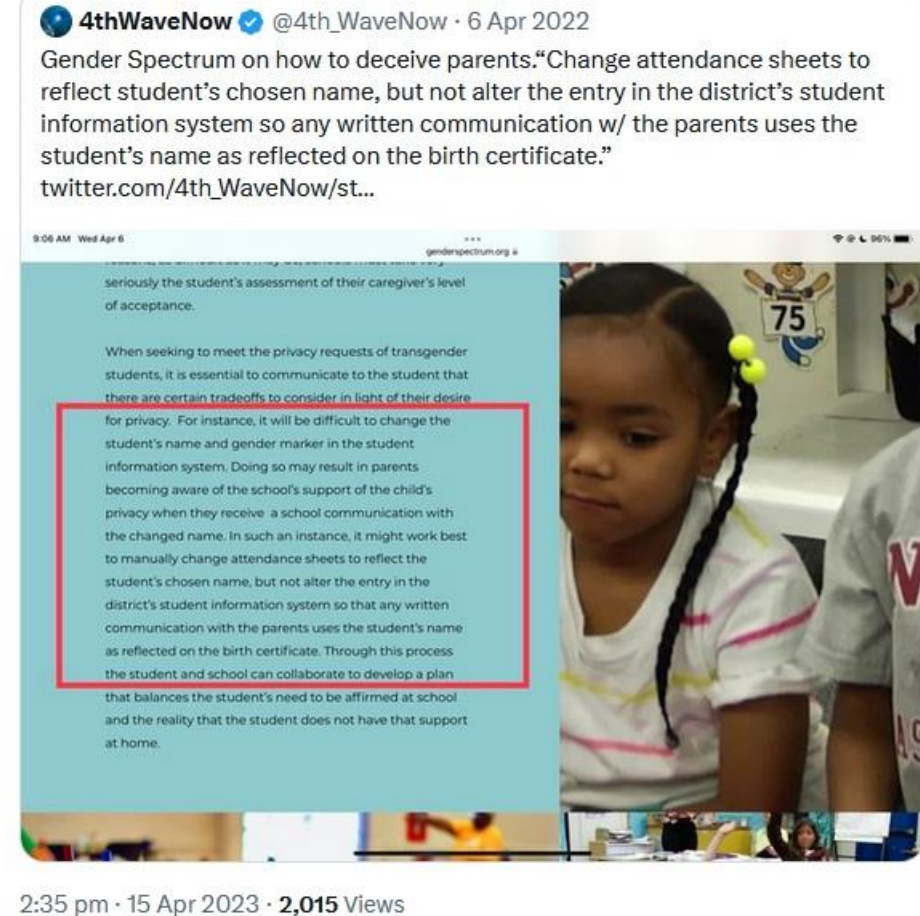 4thWaveNow @4th_WaveNow · 6 Apr 2022
Gender Spectrum on how to deceive parents.“Change attendance sheets to
reflect student’s chosen name, but not alter the entry in the district’s student
information system so any written communication w/ the parents uses the
student’s name as reflected on the birth certificate.”
twitter.com/4th_WaveNow/st...
9:06 AM Wed Apr 6
genderspectrum.org
96%
seriously the student’s assessment of their caregiver’s level
of acceptance.
When seeking to meet the privacy requests of transgender
students, it is essential to communicate to the student that
there are certain tradeoffs to consider in light of their desire
for privacy. For instance, it will be difficult to change the
student’s name and gender marker in the student
information system. Doing so may result in parents
becoming aware of the school’s support of the child’s
privacy when they receive a school communication with
the changed name. In such an instance, it might work best
to manually change attendance sheets to reflect the
student’s chosen name, but not alter the entry in the
district’s student information system so that any written
communication with the parents uses the student’s name
as reflected on the birth certificate. Through this process
the student and school can collaborate to develop a plan
that balances the student’s need to be affirmed at school
and the reality that the student does not have that support
at home.
75
2:35 pm · 15 Apr 2023 · 2,015 Views